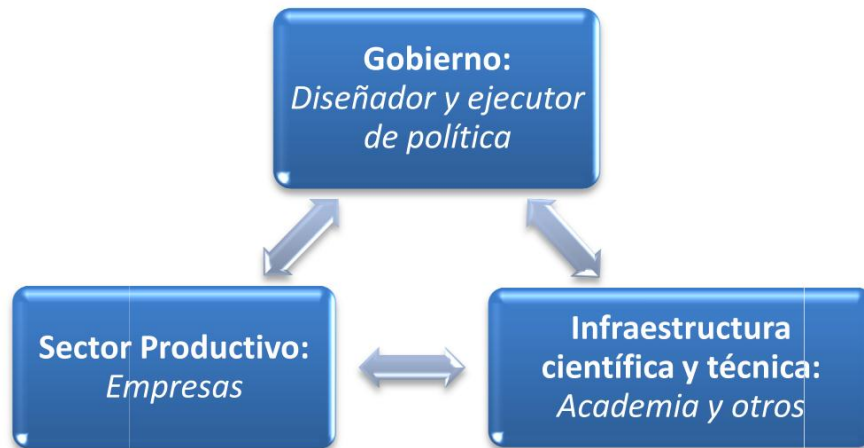 Gobierno:
Diseñador y ejecutor
de política
Sector Productivo:
Empresas
Infraestructura
científica y técnica:
Academia y otros